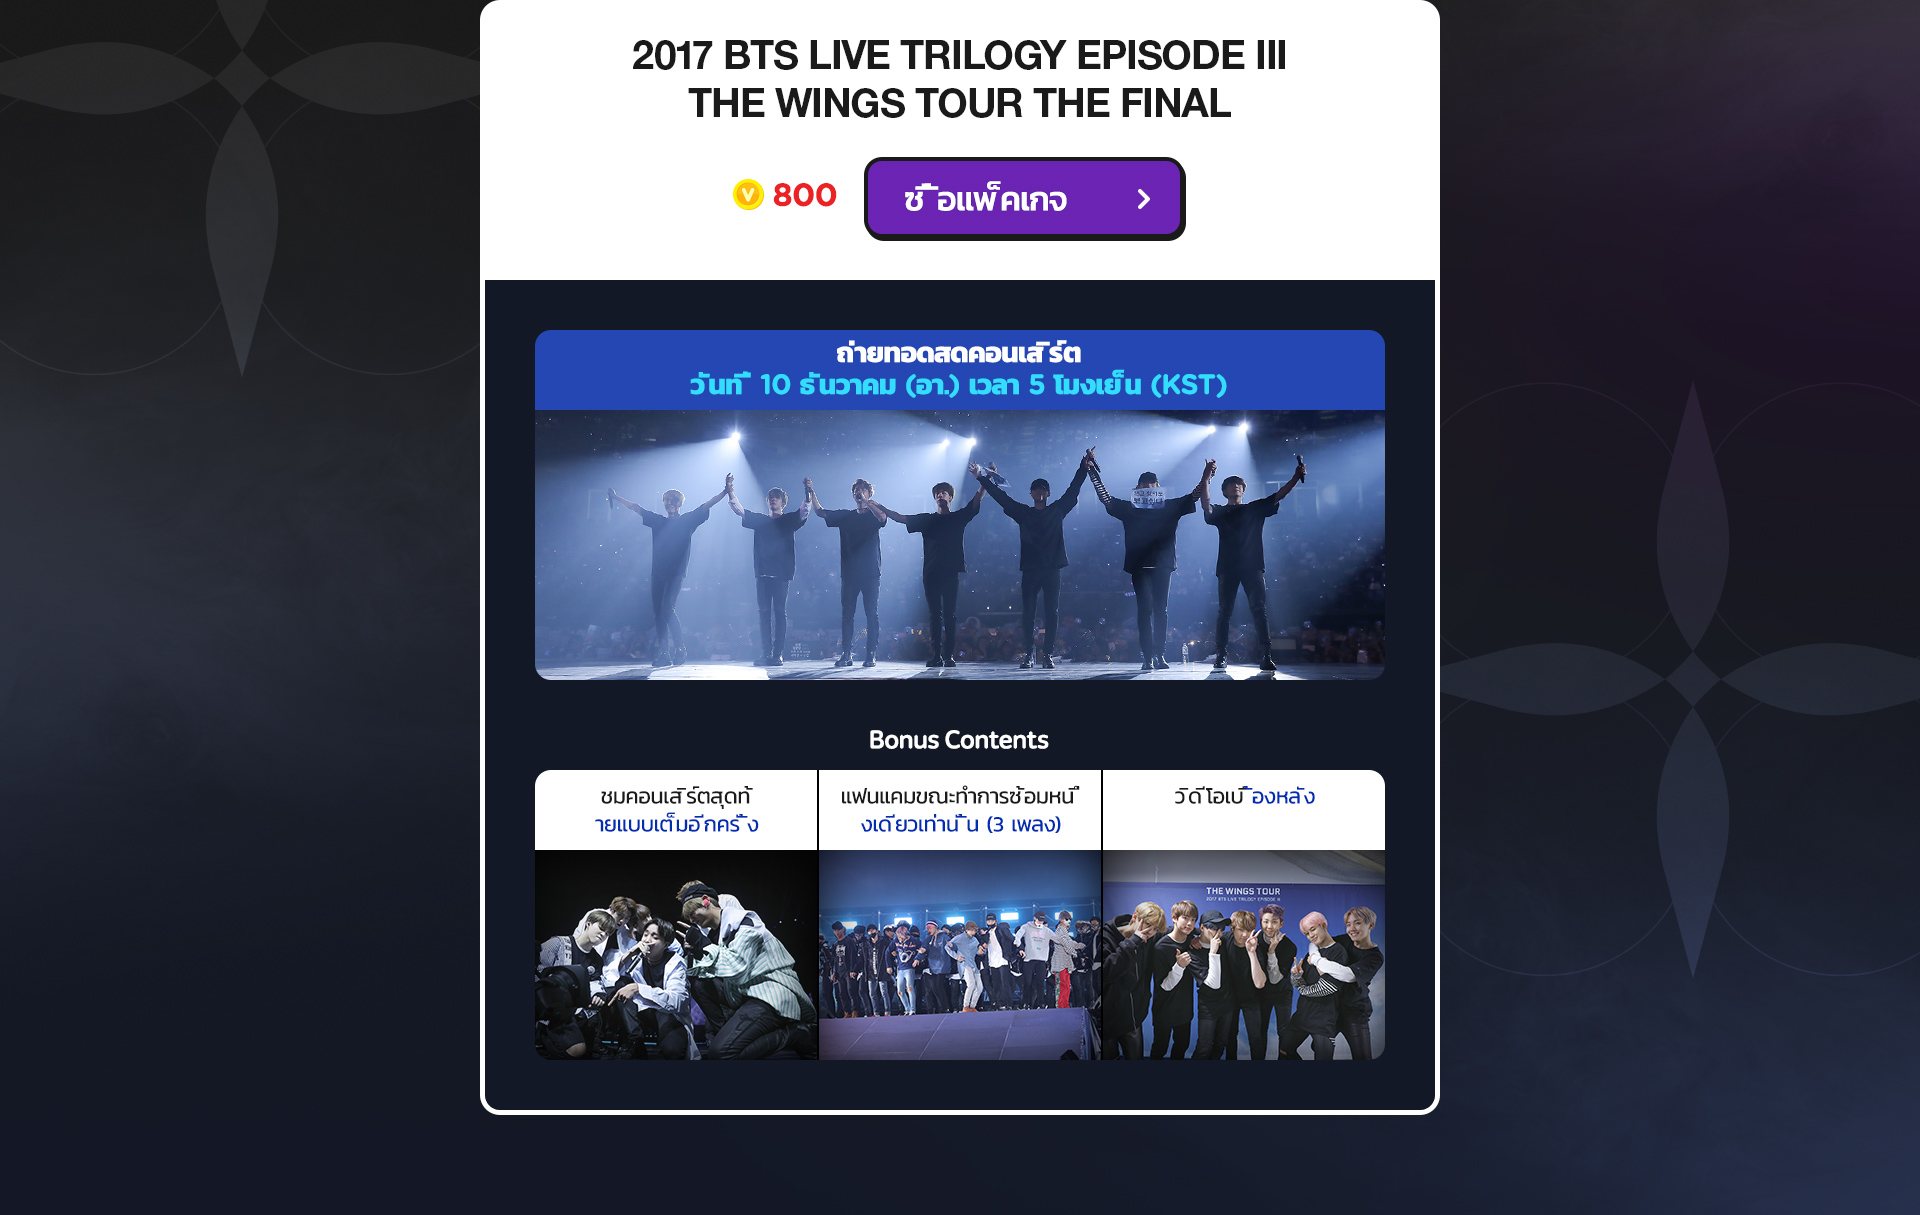 2017 BTS LIVE TRILOGY EPISODE III
THE WINGS TOUR THE FINAL
V 800
ซื้อแพ็คเกจ
ถ่ายทอดสดคอนเสิร์ต
วันที่ 10 ธันวาคม (อา.) เวลา 5 โมงเย็น (KST)
Bonus Contents
ชมคอนเสิร์ตสุดท้
ายแบบเต็มอีกครั้ง
แฟนแคมขณะทำการซ้อมหนึ่
งเดียวเท่านั้น (3 เพลง)
วิดีโอเบื้องหลัง
THE WINGS TOUR
2017 BTS LIVE TRILOGY EPISODE III